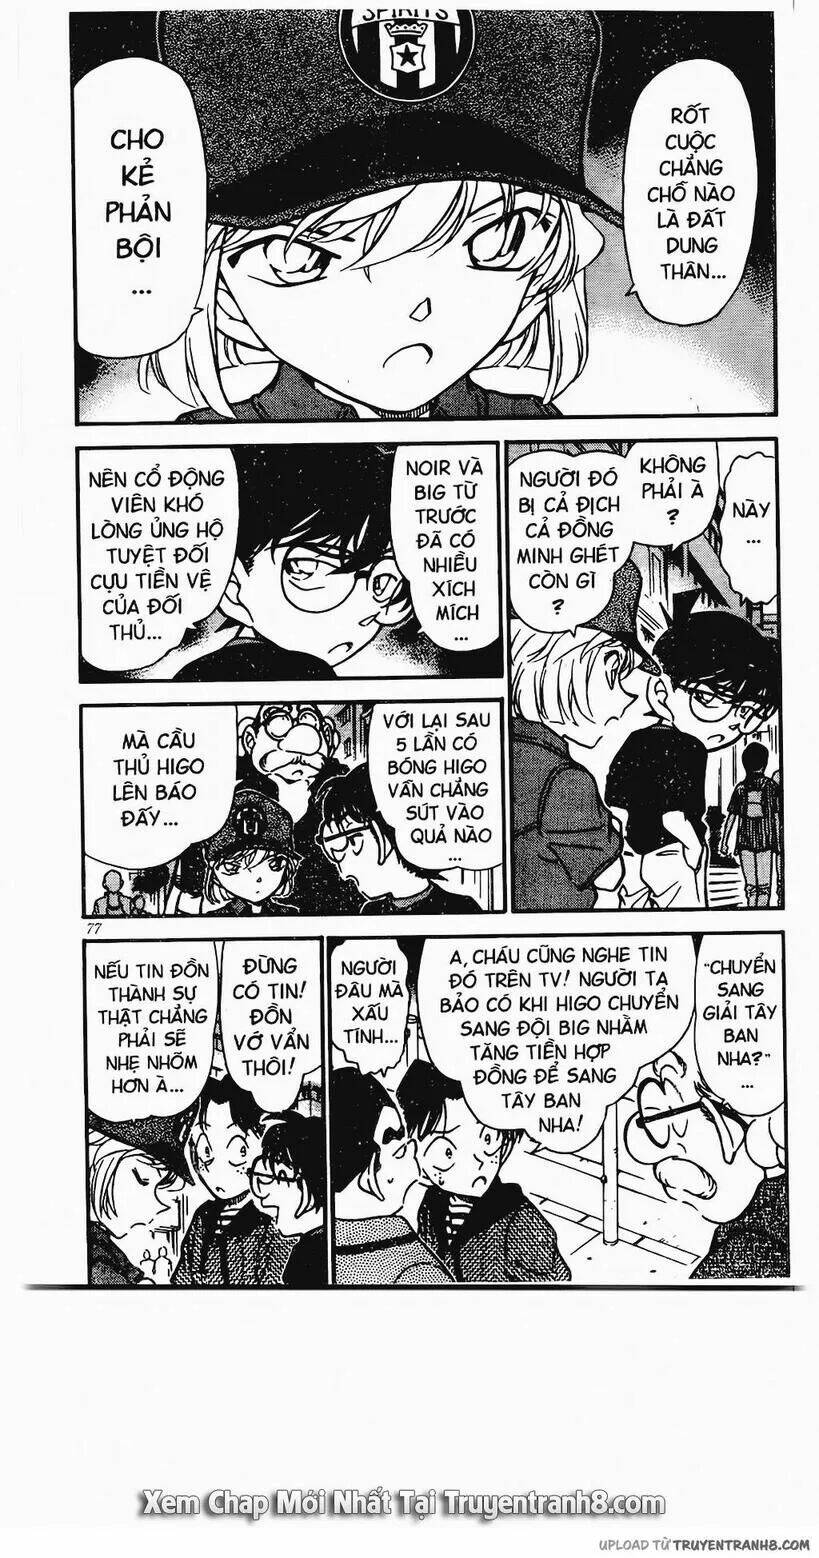 SPIRITS
RỐT
CUỘC
CHẲNG
CHỖ NÀO
LÀ ĐẤT
DUNG
THÂN...
CHO
KẺ
PHẢN
BỘI
...
NÀY
...
KHÔNG
PHẢI À
?
NGƯỜI ĐÓ
BỊ CẢ ĐỊCH
CẢ ĐỒNG
MINH GHÉT
CÒN GÌ
?
NOIR VÀ
BIG TỪ
TRƯỚC
ĐÃ CÓ
NHIỀU
XÍCH
MÍCH
...
NÊN CỔ ĐỘNG
VIÊN KHÓ
LÒNG ỦNG HỘ
TUYỆT ĐỐI
CỰU TIỀN VỆ
CỦA ĐỐI
THỦ...
VỚI LẠI SAU
5 LẦN CÓ
BÓNG HIGO
VẪN CHẲNG
SÚT VÀO
QUẢ NÀO
...
MÀ CẦU
THỦ HIGO
LÊN BÁO
ĐẤY...
77
"CHUYỂN
SANG
GIẢI TÂY
BAN
NHA?"
...
A, CHÁU CŨNG NGHE TIN
ĐÓ TRÊN TV! NGƯỜI TA
BẢO CÓ KHI HIGO CHUYỂN
SANG ĐỘI BIG NHẰM
TĂNG TIỀN HỢP
ĐỒNG ĐỂ SANG
TÂY BAN
NHA!
NGƯỜI
ĐÂU MÀ
XẤU
TÍNH...
ĐỪNG
CÓ TIN!
ĐỒN
VỚ VẨN
THÔI!
NẾU TIN ĐỒN
THÀNH SỰ
THẬT CHẲNG
PHẢI SẼ
NHẸ NHÕM
HƠN À...
Xem Chap Mới Nhất Tại Truyentranh8.com
UPLOAD TỪ TRUYENTRANH8.COM